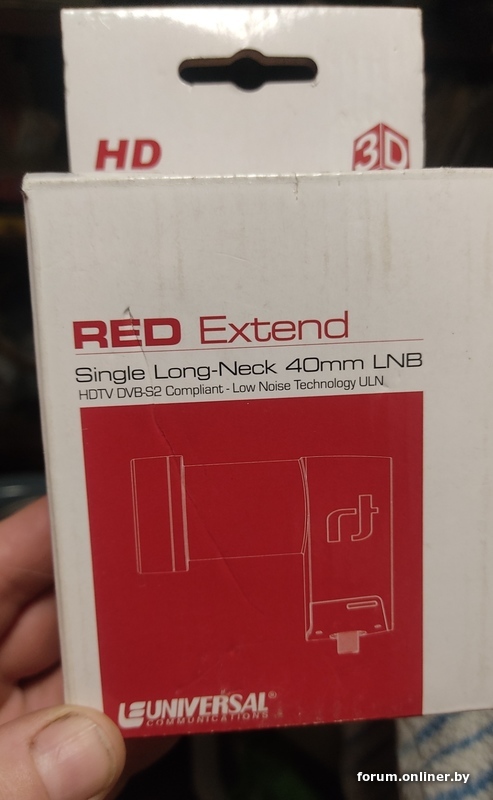 HD
3D
RED Extend
Single Long-Neck 40mm LNB
HDTV DVB-S2 Compliant - Low Noise Technology ULN
UNIVERSAL®
COMMUNICATIONS
forum.onliner.by